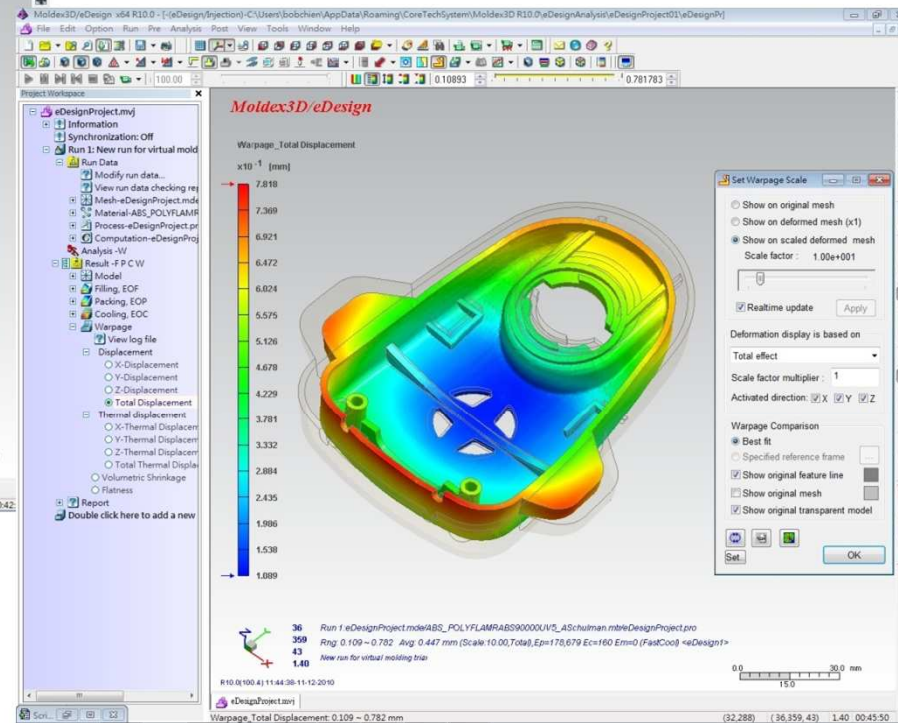 Moldex3D/eDesign x64 R10.0 - [-(eDesign/Injection)-C:\Users\bobchien\AppData\Roaming\CoreTechSystem\Moldex3D R10.0\eDesignAnalysis\eDesignProject01\eDesignPrj
File Edit Option Run Pre Analysis Post View Tools Window Help
100.00 0.10893 0.781783
Project Workspace
eDesignProject.mvj
Information
Synchronization: Off
Run 1: New run for virtual mold
Run Data
Modify run data...
View run data checking rep
Mesh-eDesignProject.mde
Material-ABS_POLYFLAMR
Process-eDesignProject.pr
Computation-eDesignProj
Analysis -W
Result -F P C W
Model
Filling, EOF
Packing, EOP
Cooling, EOC
Warpage
View log file
Displacement
X-Displacement
Y-Displacement
Z-Displacement
Total Displacement
Thermal displacement
X-Thermal Displacem
Y-Thermal Displacem
Z-Thermal Displacem
Total Thermal Displa
Volumetric Shrinkage
Flatness
Report
Double click here to add a new
Moldex3D/eDesign
Warpage_Total Displacement
x10 -1 [mm]
7.818
7.369
6.921
6.472
6.024
5.575
5.126
4.678
4.229
3.781
3.332
2.884
2.435
1.986
1.538
1.089
Set Warpage Scale
Show on original mesh
Show on deformed mesh (x1)
Show on scaled deformed mesh
Scale factor : 1.00e+001
Realtime update Apply
Deformation display is based on
Total effect
Scale factor multiplier : 1
Activated direction: X Y Z
Warpage Comparison
Best fit
Specified reference frame ...
Show original feature line
Show original mesh
Show original transparent model
Set...
OK
36 Run 1:eDesignProject.mde/ABS_POLYFLAMRABS90000UV5_ASchulman.mtr/eDesignProject.pro
359 Rng: 0.109 ~ 0.782 Avg: 0.447 mm (Scale:10.00,Total),Ep=178,679 Ec=160 Em=0 (FastCool) <eDesign1>
43 New run for virtual molding trial
1.40
R10.0(100.4) 11:44:38-11-12-2010
0.0 30.0 mm
15.0
eDesignProject.mvj
Scri...
Warpage_Total Displacement: 0.109 ~ 0.782 mm (32,288) (36,359, 43) 1.40 00:45:50